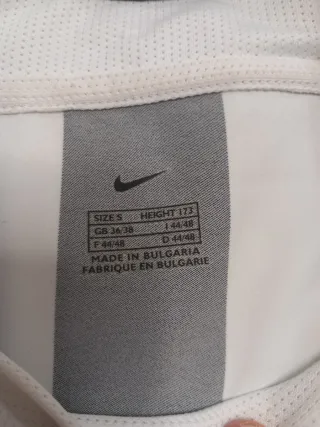 SIZE S HEIGHT 173
GB 36/38 I 44/48
F 44/48 D 44/48
MADE IN BULGARIA
FABRIQUE EN BULGARIE